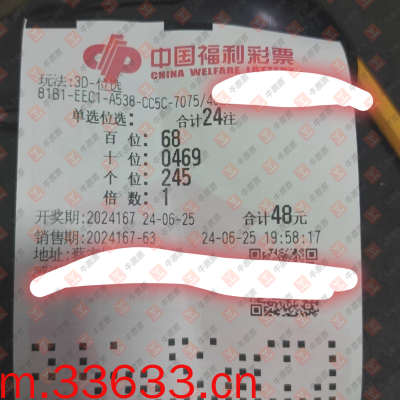 中国福利彩票
CHINA WELFARE LOTTERY
玩法:3D-位选
81B1-EEC1-A538-CC5C-7075/
单选位选: 合计24注
百 位: 68
十 位: 0469
个 位: 245
倍 数: 1
开奖期:2024167 24-06-25 合计48元
销售期:2024167-63 24-06-25 19:58:17
地址:
m.33633.cn